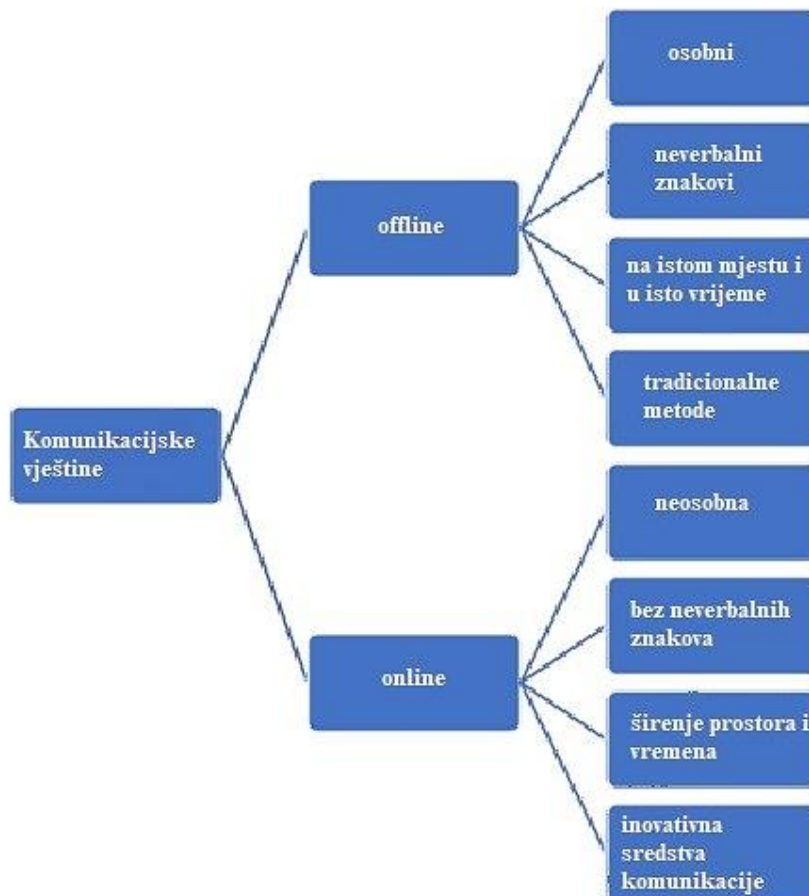 Komunikacijske
vještine
offline
osobni
neverbalni
znakovi
na istom mjestu i
u isto vrijeme
tradicionalne
metode
online
neosobna
bez neverbalnih
znakova
širenje prostora i
vremena
inovativna
sredstva
komunikacije